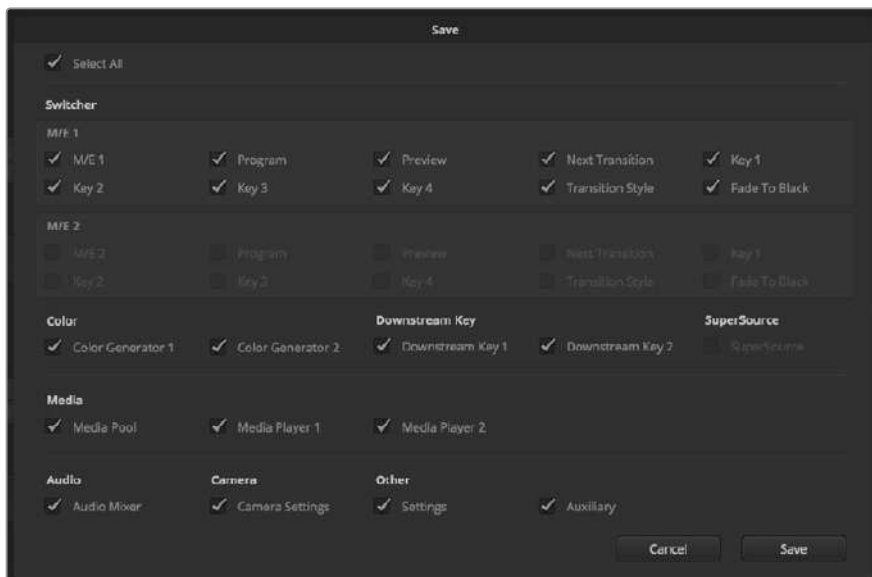 Save
Select All
Switcher
M/E 1
M/E 1 Program Preview Next Transition Key 1
Key 2 Key 3 Key 4 Transition Style Fade To Black
M/E 2
M/E 2 Program Preview Next Transition Key 1
Key 2 Key 3 Key 4 Transition Style Fade To Black
Color Downstream Key SuperSource
Color Generator 1 Color Generator 2 Downstream Key 1 Downstream Key 2 SuperSource
Media
Media Pool Media Player 1 Media Player 2
Audio Camera Other
Audio Mixer Camera Settings Settings Auxiliary
Cancel Save